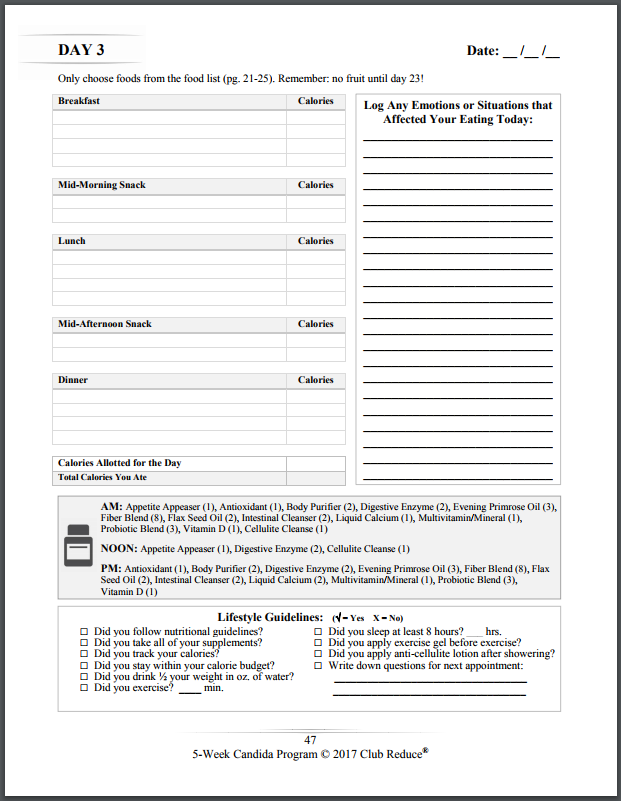 DAY 3
Date: __ /__ /__
Only choose foods from the food list (pg. 21-25). Remember: no fruit until day 23!
Breakfast Calories
Mid-Morning Snack Calories
Lunch Calories
Mid-Afternoon Snack Calories
Dinner Calories
Calories Allotted for the Day
Total Calories You Ate
Log Any Emotions or Situations that
Affected Your Eating Today:
AM: Appetite Appeaser (1), Antioxidant (1), Body Purifier (2), Digestive Enzyme (2), Evening Primrose Oil (3),
Fiber Blend (8), Flax Seed Oil (2), Intestinal Cleanser (2), Liquid Calcium (1), Multivitamin/Mineral (1),
Probiotic Blend (3), Vitamin D (1), Cellulite Cleanse (1)
NOON: Appetite Appeaser (1), Digestive Enzyme (2), Cellulite Cleanse (1)
PM: Antioxidant (1), Body Purifier (2), Digestive Enzyme (2), Evening Primrose Oil (3), Fiber Blend (8), Flax
Seed Oil (2), Intestinal Cleanser (2), Liquid Calcium (2), Multivitamin/Mineral (1), Probiotic Blend (3),
Vitamin D (1)
Lifestyle Guidelines: (√ = Yes X = No)
☐ Did you follow nutritional guidelines?
☐ Did you take all of your supplements?
☐ Did you track your calories?
☐ Did you stay within your calorie budget?
☐ Did you drink ½ your weight in oz. of water?
☐ Did you exercise? ____ min.
☐ Did you sleep at least 8 hours? ___ hrs.
☐ Did you apply exercise gel before exercise?
☐ Did you apply anti-cellulite lotion after showering?
☐ Write down questions for next appointment:
47
5-Week Candida Program © 2017 Club Reduce®